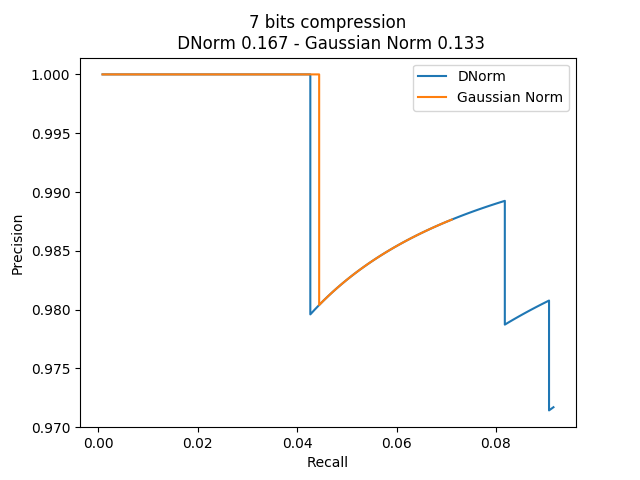 7 bits compression
DNorm 0.167 - Gaussian Norm 0.133
DNorm
Gaussian Norm
1.000
0.995
0.990
0.985
0.980
0.975
0.970
Precision
0.00 0.02 0.04 0.06 0.08
Recall